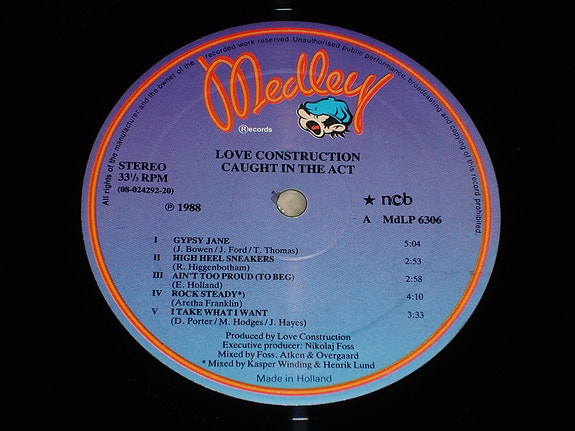 All rights of the manufacturer and the owner of the recorded work reserved. Unauthorised public performance, broadcasting and copying of this record prohibited
Medley
Ⓡecords
LOVE CONSTRUCTION
CAUGHT IN THE ACT
STEREO
33⅓ RPM
(08-024292-20)
℗ 1988
★ ncb
A MdLP 6306
I GYPSY JANE 5:04
(J. Bowen/J. Ford/T. Thomas)
II HIGH HEEL SNEAKERS 2:53
(R. Higgenbotham)
III AIN'T TOO PROUD (TO BEG) 2:58
(E. Holland)
IV ROCK STEADY*) 4:10
(Aretha Franklin)
V I TAKE WHAT I WANT 3:33
(D. Porter/M. Hodges/J. Hayes)
Produced by Love Construction
Executive producer: Nikolaj Foss
Mixed by Foss, Atken & Overgaard
*Mixed by Kasper Winding & Henrik Lund
Made in Holland